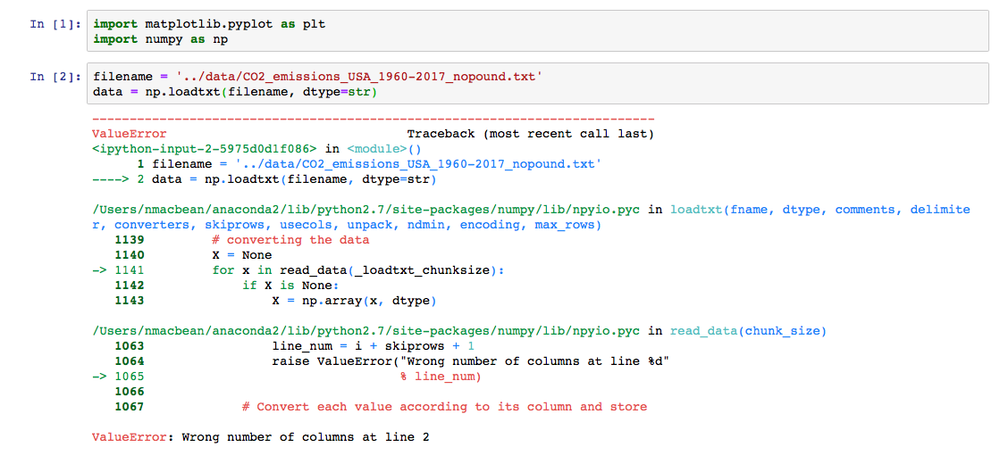 In [1]: import matplotlib.pyplot as plt
import numpy as np
In [2]: filename = '../data/CO2_emissions_USA_1960-2017_nopound.txt'
data = np.loadtxt(filename, dtype=str)
---------------------------------------------------------------------------
ValueError                                Traceback (most recent call last)
<ipython-input-2-5975d0d1f086> in <module>()
      1 filename = '../data/CO2_emissions_USA_1960-2017_nopound.txt'
----> 2 data = np.loadtxt(filename, dtype=str)
/Users/nmacbean/anaconda2/lib/python2.7/site-packages/numpy/lib/npyio.pyc in loadtxt(fname, dtype, comments, delimite
r, converters, skiprows, usecols, unpack, ndmin, encoding, max_rows)
   1139         # converting the data
   1140         X = None
-> 1141         for x in read_data(_loadtxt_chunksize):
   1142             if X is None:
   1143                 X = np.array(x, dtype)
/Users/nmacbean/anaconda2/lib/python2.7/site-packages/numpy/lib/npyio.pyc in read_data(chunk_size)
   1063                 line_num = i + skiprows + 1
   1064                 raise ValueError("Wrong number of columns at line %d"
-> 1065                                  % line_num)
   1066
   1067             # Convert each value according to its column and store
ValueError: Wrong number of columns at line 2